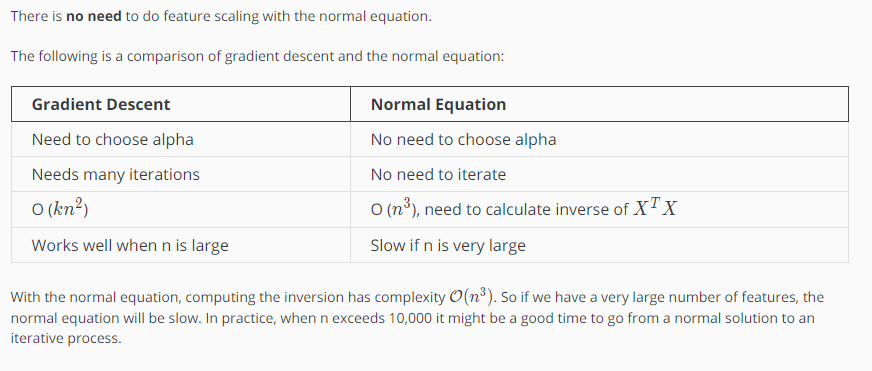 There is no need to do feature scaling with the normal equation.
The following is a comparison of gradient descent and the normal equation:
Gradient Descent Normal Equation
Need to choose alpha No need to choose alpha
Needs many iterations No need to iterate
O (kn²) O (n³), need to calculate inverse of XᵀX
Works well when n is large Slow if n is very large
With the normal equation, computing the inversion has complexity 𝒪(n³). So if we have a very large number of features, the
normal equation will be slow. In practice, when n exceeds 10,000 it might be a good time to go from a normal solution to an
iterative process.